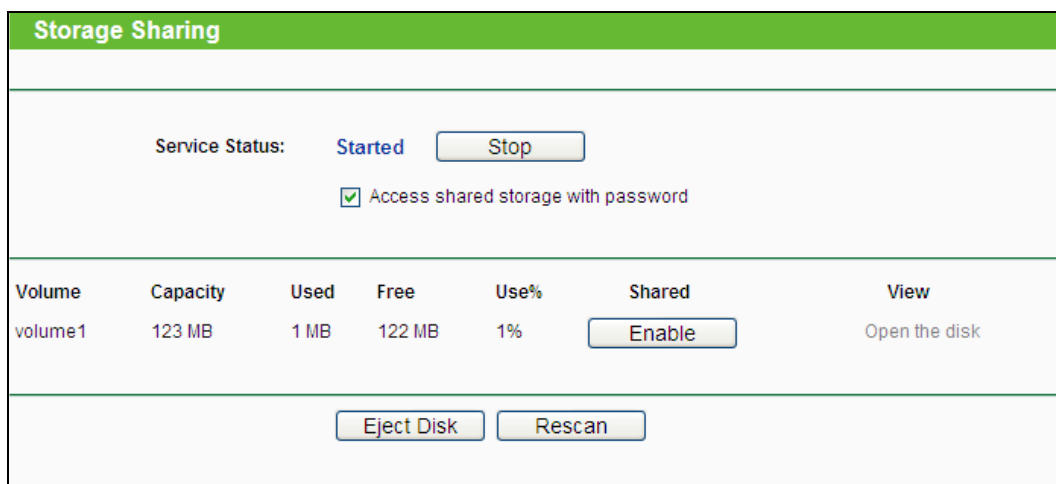 Storage Sharing
Service Status: Started Stop
Access shared storage with password
Volume Capacity Used Free Use% Shared View
volume1 123 MB 1 MB 122 MB 1% Enable Open the disk
Eject Disk Rescan